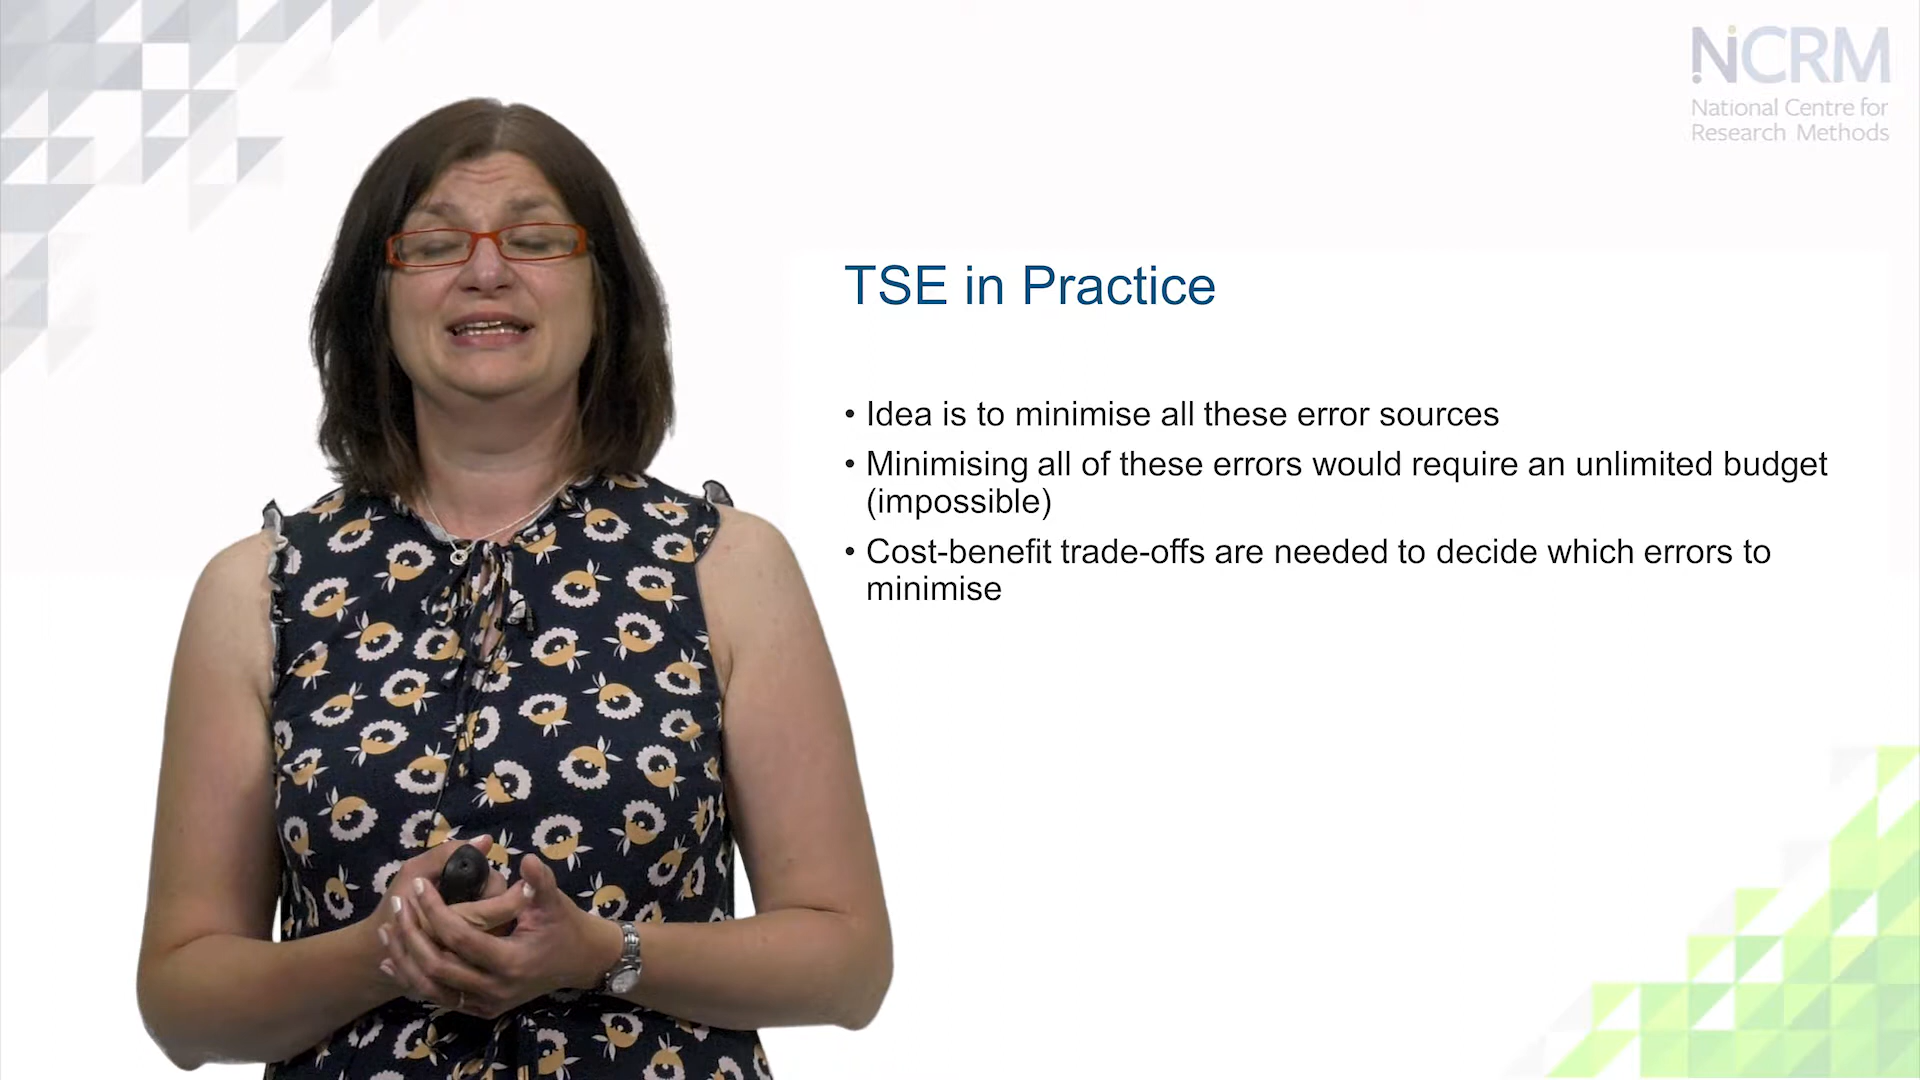 NCRM
National Centre for
Research Methods
TSE in Practice
• Idea is to minimise all these error sources
• Minimising all of these errors would require an unlimited budget
(impossible)
• Cost-benefit trade-offs are needed to decide which errors to
minimise